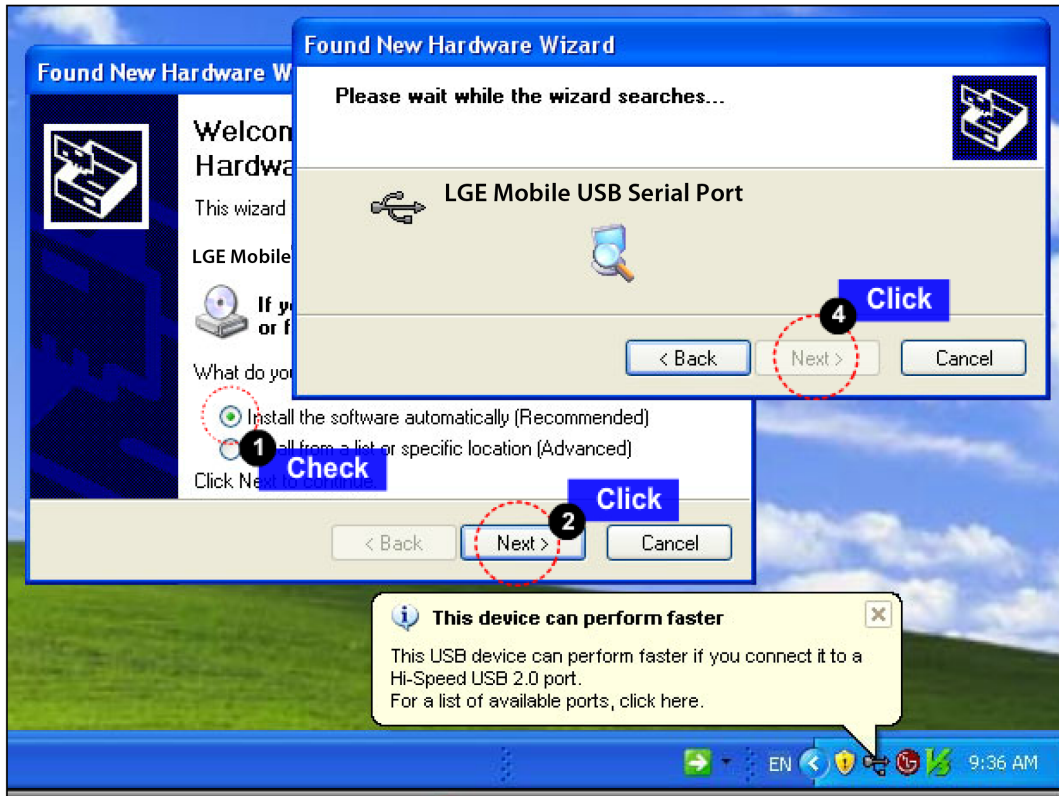 Found New Hardware Wizard
Please wait while the wizard searches...
LGE Mobile USB Serial Port
4
Click
< Back
Next >
Cancel
Found New Hardware W
Welcon
Hardwa
This wizard
LGE Mobile
If y
or f
What do you
Install the software automatically (Recommended)
1
all from a list or specific location (Advanced)
Check
Click Next to continue.
2
Click
< Back
Next >
Cancel
This device can perform faster
This USB device can perform faster if you connect it to a
Hi-Speed USB 2.0 port.
For a list of available ports, click here.
EN
9:36 AM